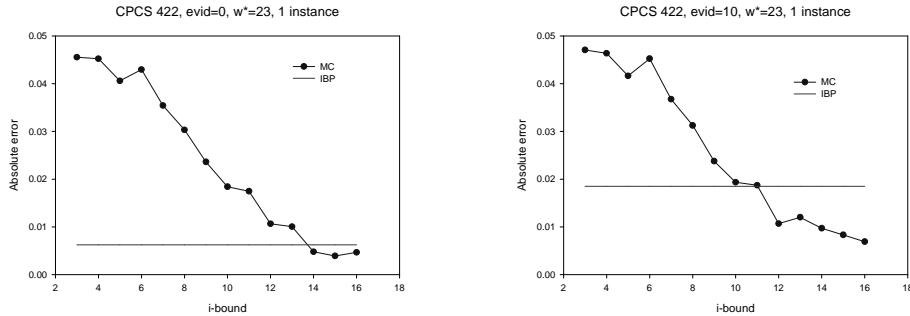 CPCS 422, evid=0, w*=23, 1 instance
Absolute error
0.05
0.04
0.03
0.02
0.01
0.00
MC
IBP
2 4 6 8 10 12 14 16 18
i-bound
CPCS 422, evid=10, w*=23, 1 instance
Absolute error
0.05
0.04
0.03
0.02
0.01
0.00
MC
IBP
2 4 6 8 10 12 14 16 18
i-bound